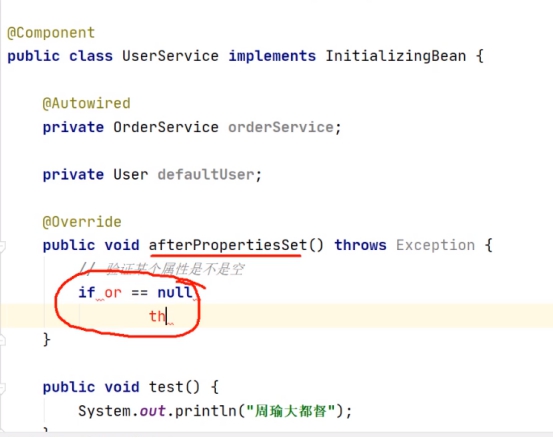 @Component
public class UserService implements InitializingBean {
@Autowired
private OrderService orderService;
private User defaultUser;
@Override
public void afterPropertiesSet() throws Exception {
// 验证某个属性是不是空
if or == null
th
}
public void test() {
System.out.println("周瑜大都督");
}